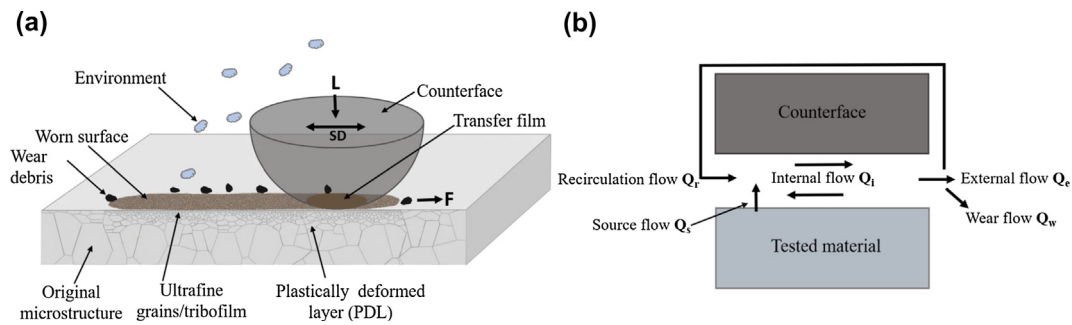 (a)
Environment
L
Counterface
SD
Transfer film
Worn surface
Wear
debris
F
Original
microstructure
Ultrafine
grains/tribofilm
Plastically deformed
layer (PDL)
(b)
Counterface
Recirculation flow Qr
Internal flow Qi
External flow Qe
Source flow Qs
Wear flow Qw
Tested material